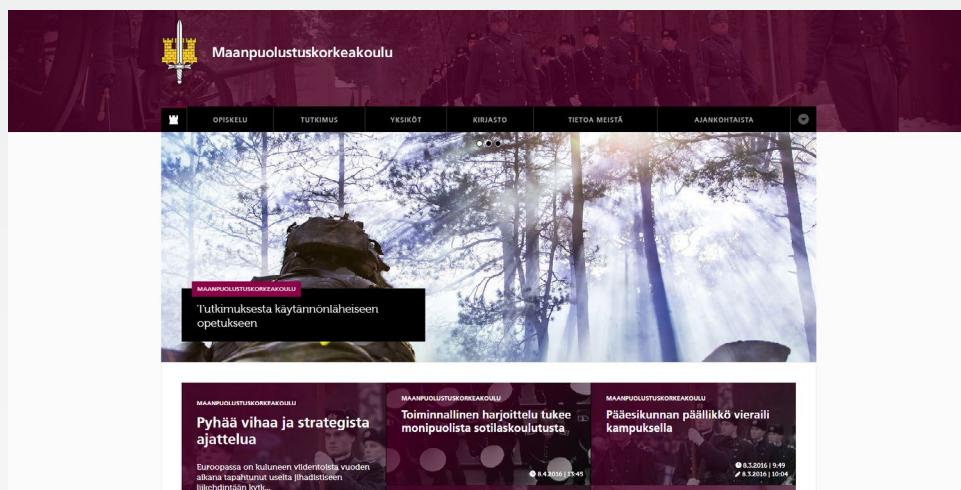 Maanpuolustuskorkeakoulu
OPISKELU
TUTKIMUS
YKSIKÖT
KIRJASTO
TIETOA MEISTÄ
AJANKOHTAISTA
MAANPUOLUSTUSKORKEAKOULU
Tutkimuksesta käytännönläheiseen
opetukseen
MAANPUOLUSTUSKORKEAKOULU
Pyhää vihaa ja strategista
ajattelua
Euroopassa on kuluneen viidentoista vuoden
aikana tapahtunut useita jihadistiseen
liikehdintään kytk...
MAANPUOLUSTUSKORKEAKOULU
Toiminnallinen harjoittelu tukee
monipuolista sotilaskoulutusta
8.4.2016 | 13:45
MAANPUOLUSTUSKORKEAKOULU
Pääesikunnan päällikkö vieraili
kampuksella
8.3.2016 | 9:49
8.3.2016 | 10:04